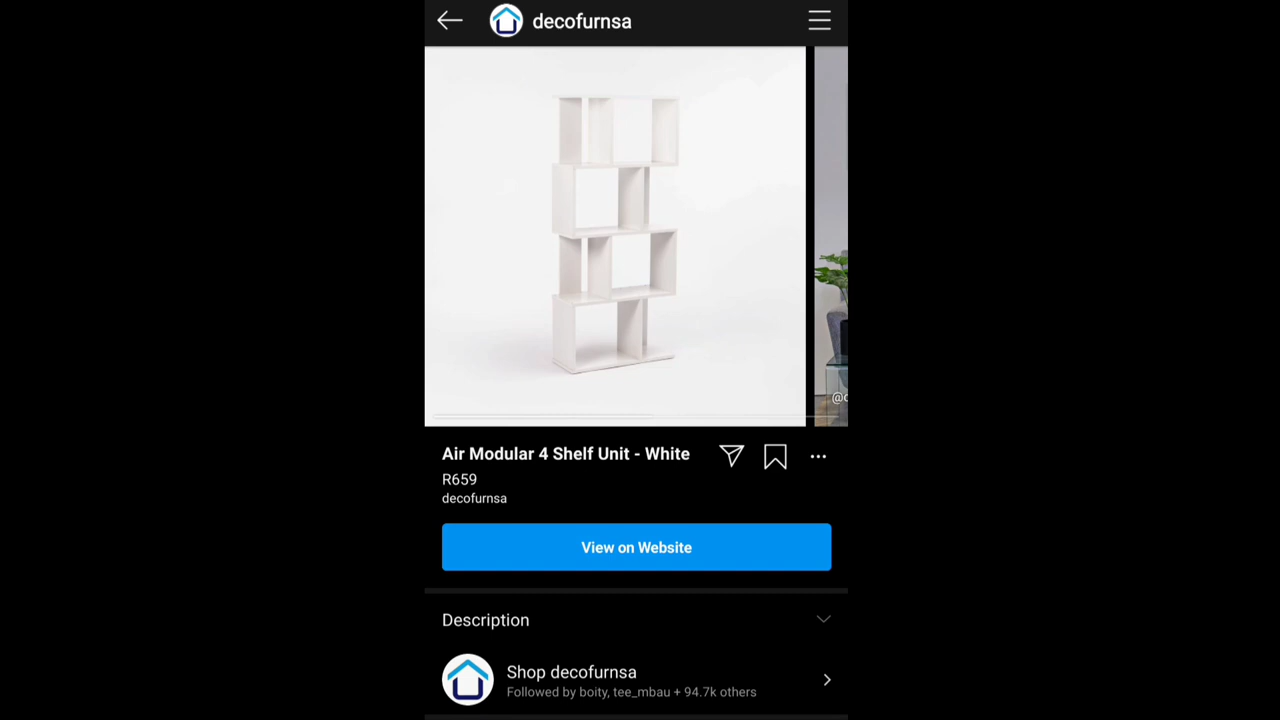 decofurnsa
Air Modular 4 Shelf Unit - White
R659
decofurnsa
View on Website
Description
Shop decofurnsa
Followed by boity, tee_mbau + 94.7k others